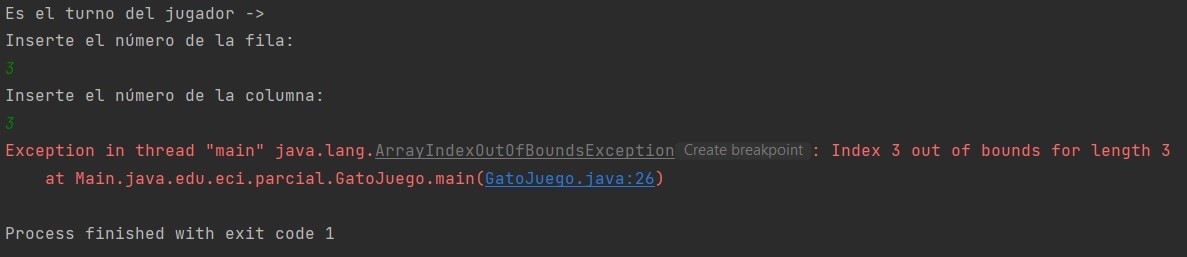 Es el turno del jugador ->
Inserte el número de la fila:
3
Inserte el número de la columna:
3
Exception in thread "main" java.lang.ArrayIndexOutOfBoundsException Create breakpoint : Index 3 out of bounds for length 3
    at Main.java.edu.eci.parcial.GatoJuego.main(GatoJuego.java:26)
Process finished with exit code 1